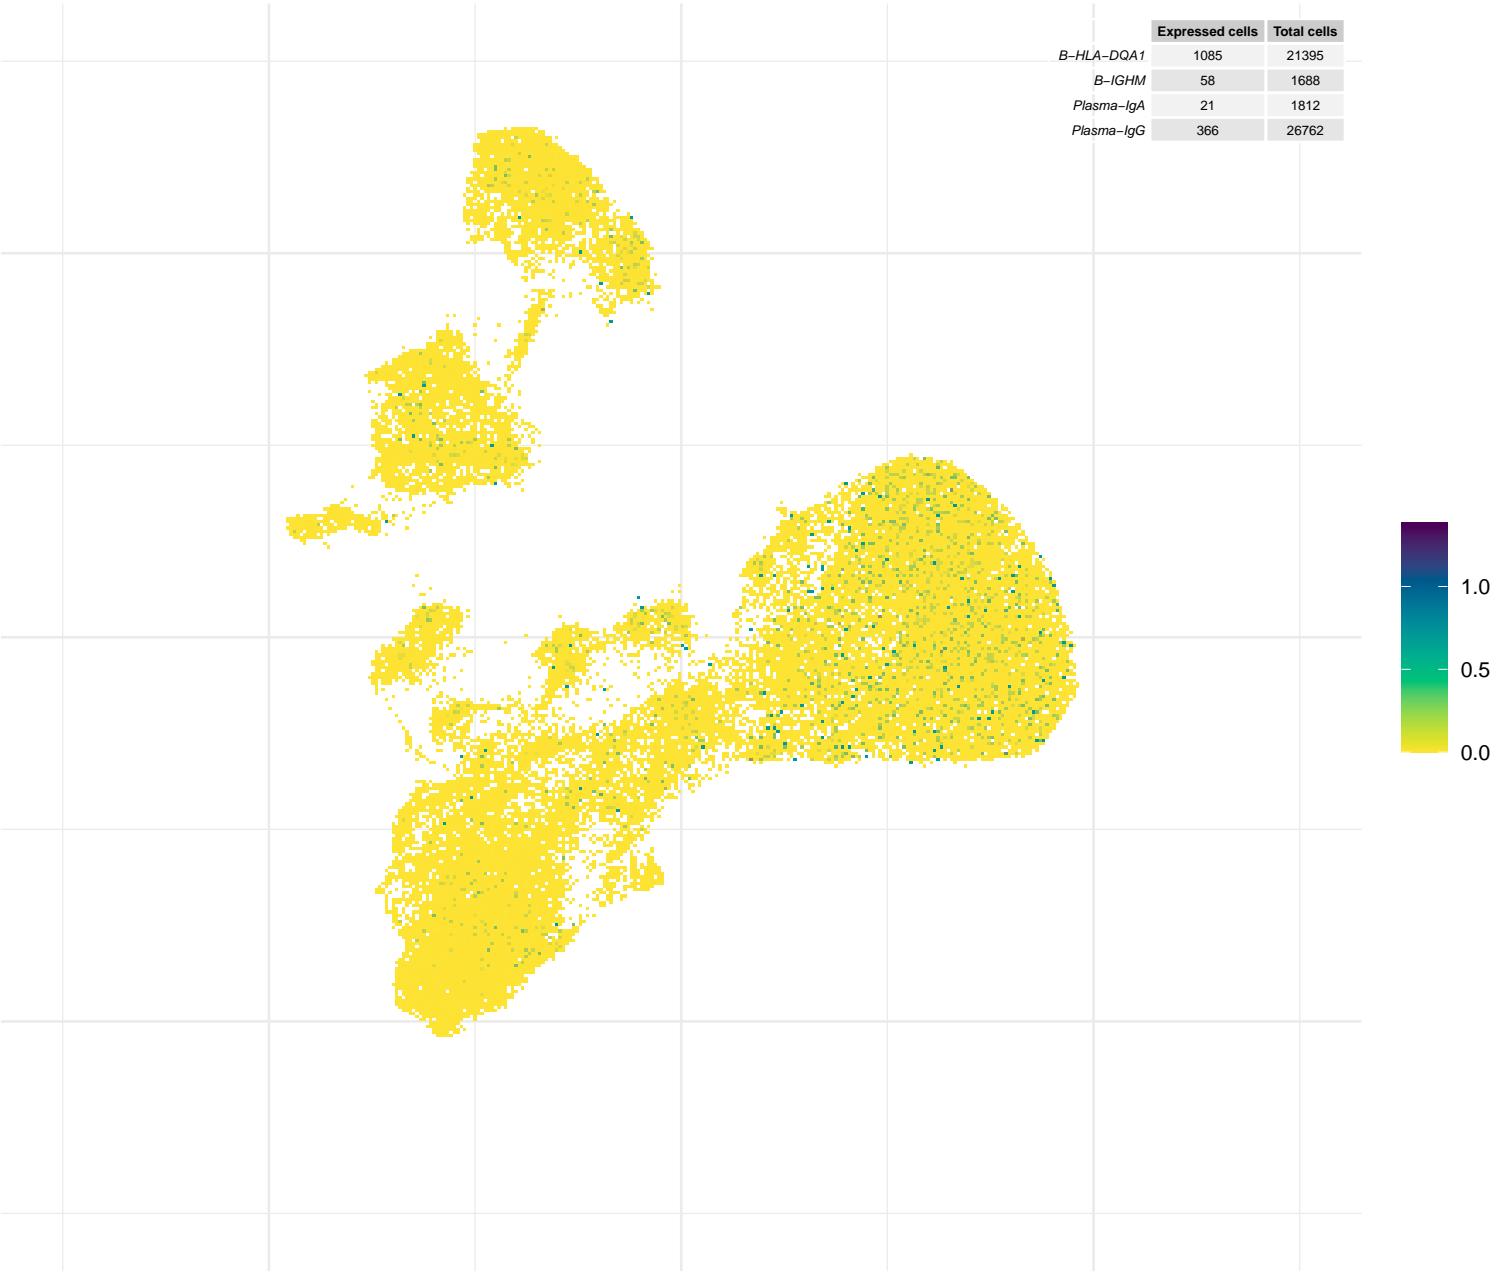 Expressed cells Total cells
B−HLA−DQA1 1085 21395
B−IGHM 58 1688
Plasma−IgA 21 1812
Plasma−IgG 366 26762
1.0
0.5
0.0